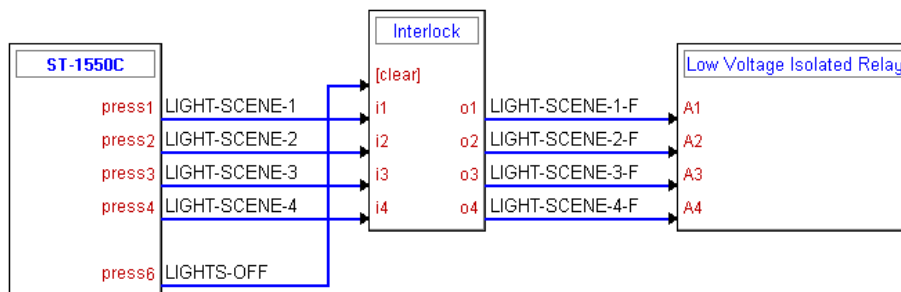 Interlock
ST-1550C
Low Voltage Isolated Relay
[clear]
press1 LIGHT-SCENE-1 i1 o1 LIGHT-SCENE-1-F A1
press2 LIGHT-SCENE-2 i2 o2 LIGHT-SCENE-2-F A2
press3 LIGHT-SCENE-3 i3 o3 LIGHT-SCENE-3-F A3
press4 LIGHT-SCENE-4 i4 o4 LIGHT-SCENE-4-F A4
press6 LIGHTS-OFF